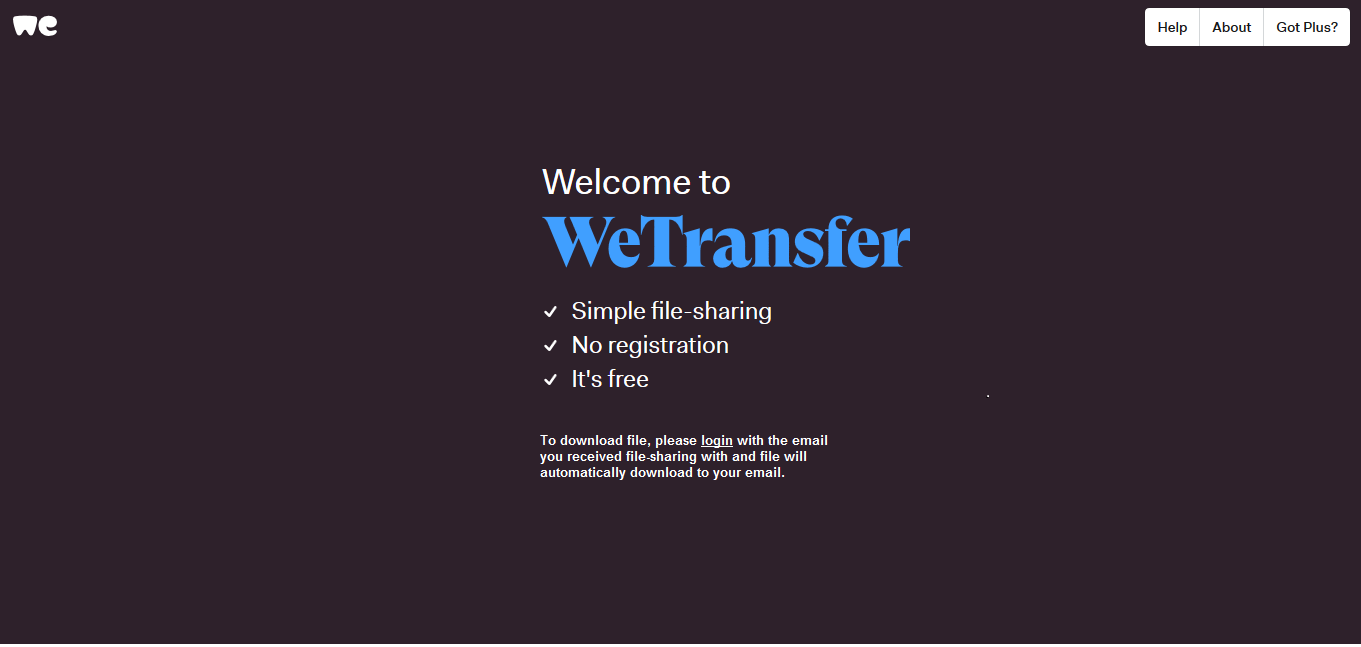 we
Help
About
Got Plus?
Welcome to
WeTransfer
Simple file-sharing
No registration
It's free
To download file, please login with the email
you received file-sharing with and file will
automatically download to your email.